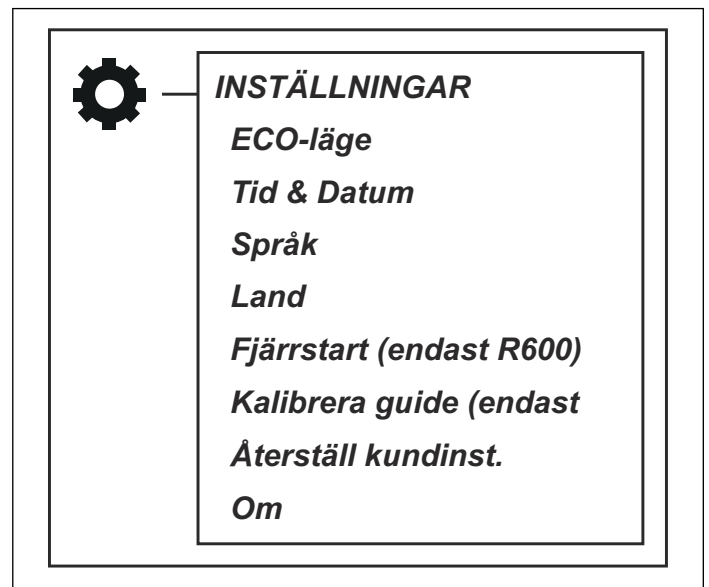 INSTÄLLNINGAR
ECO-läge
Tid & Datum
Språk
Land
Fjärrstart (endast R600)
Kalibrera guide (endast
Återställ kundinst.
Om